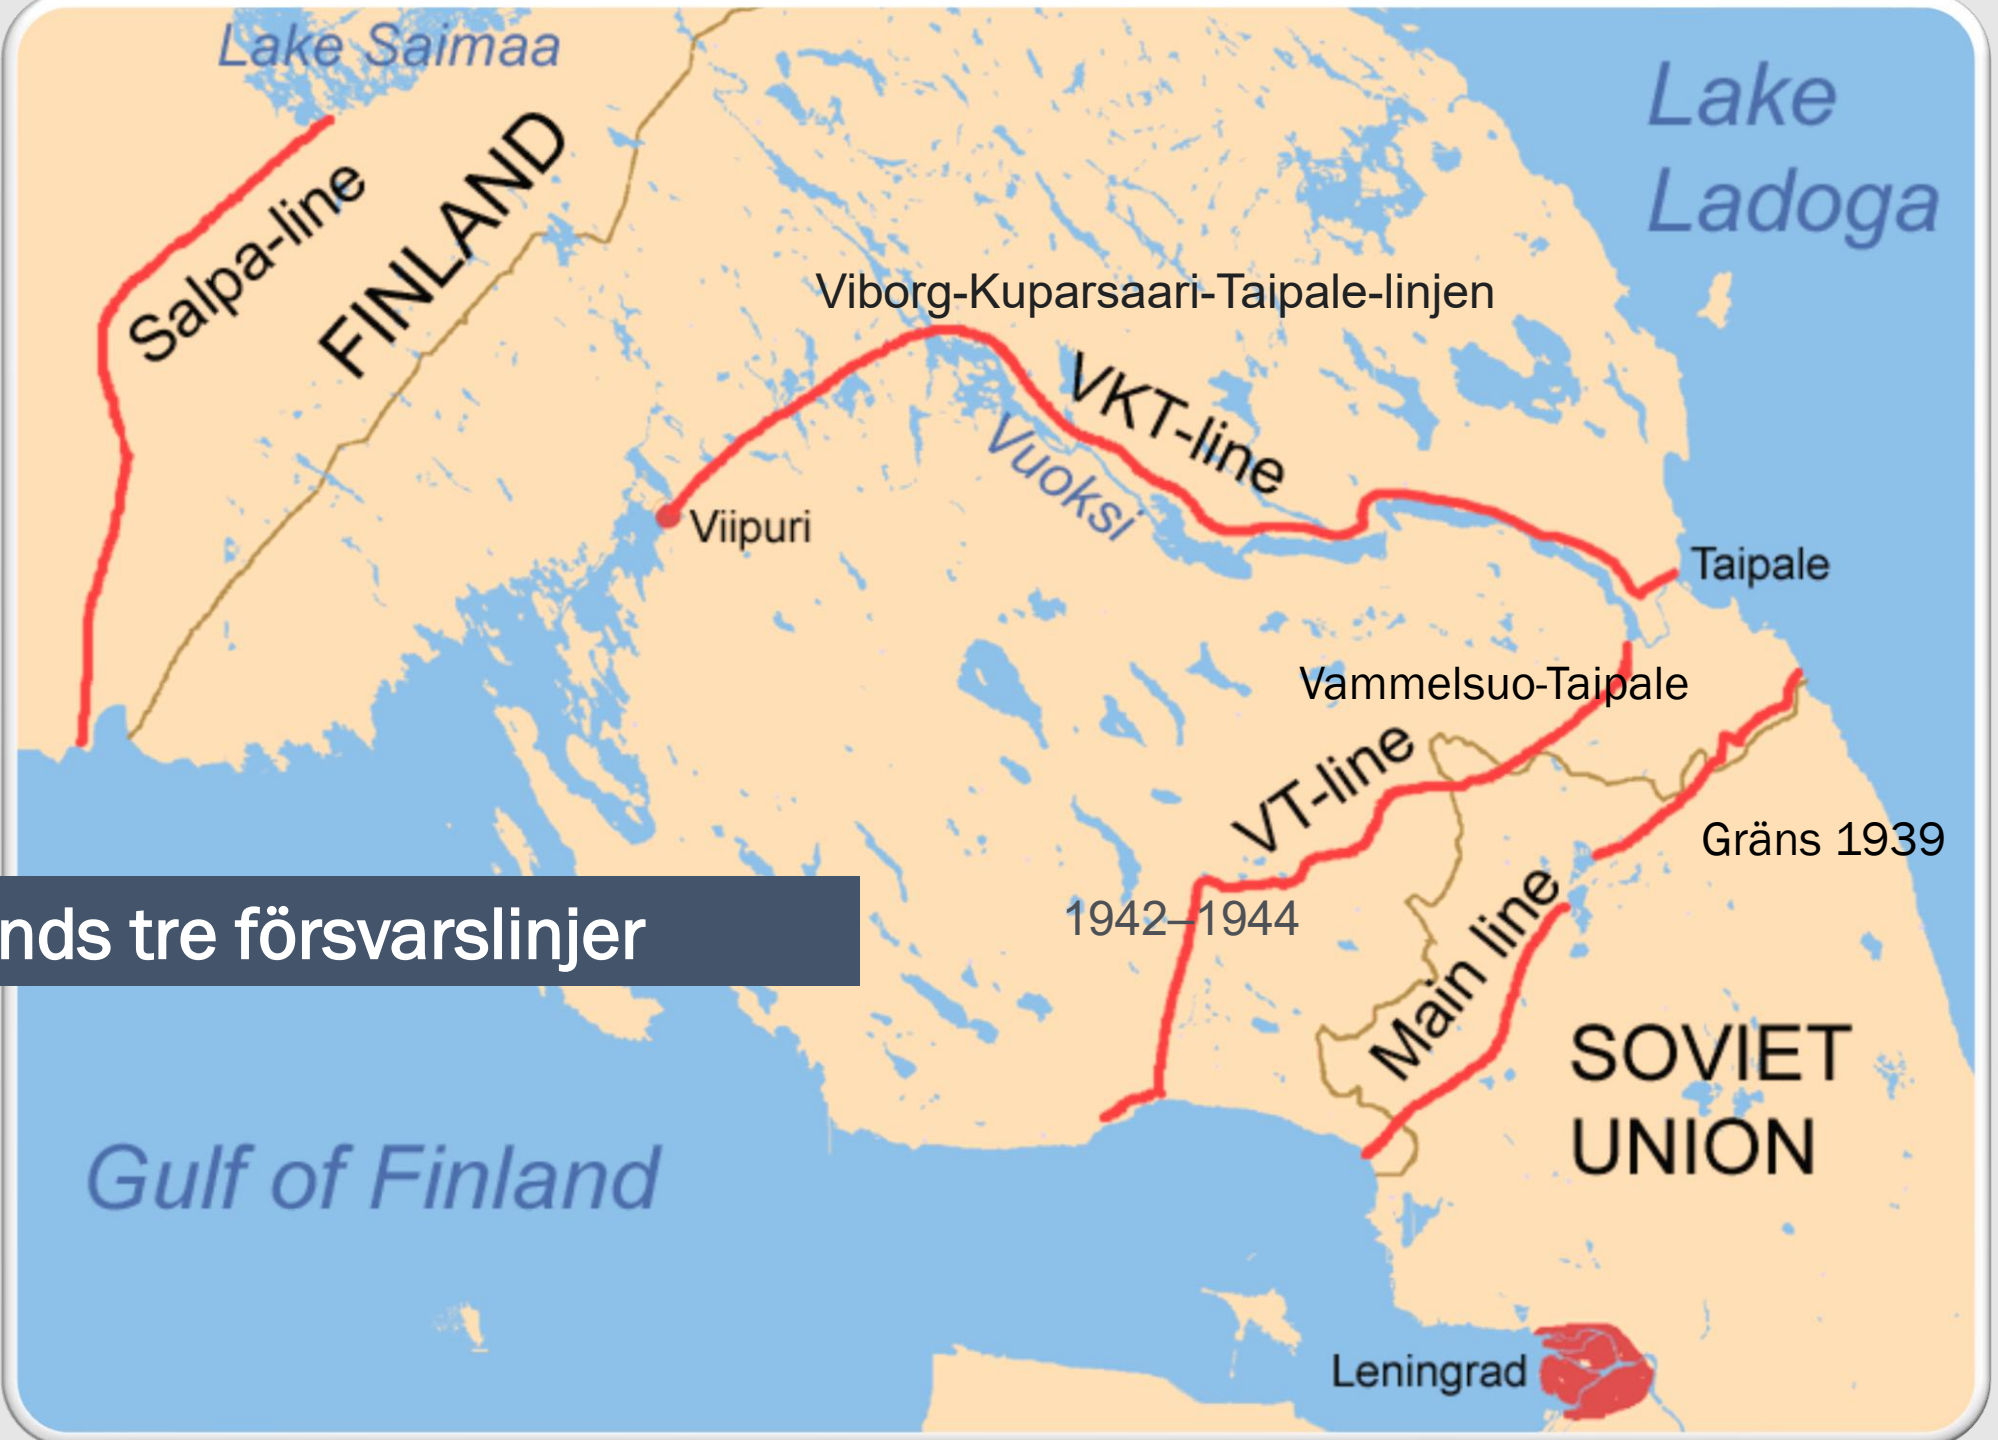 Lake Saimaa
Lake
Ladoga
FINLAND
Salpa-line
Viborg-Kuparsaari-Taipale-linjen
VKT-line
Vuoksi
Viipuri
Taipale
Vammelsuo-Taipale
VT-line
Gräns 1939
1942–1944
nds tre försvarslinjer
Main line
SOVIET
UNION
Gulf of Finland
Leningrad